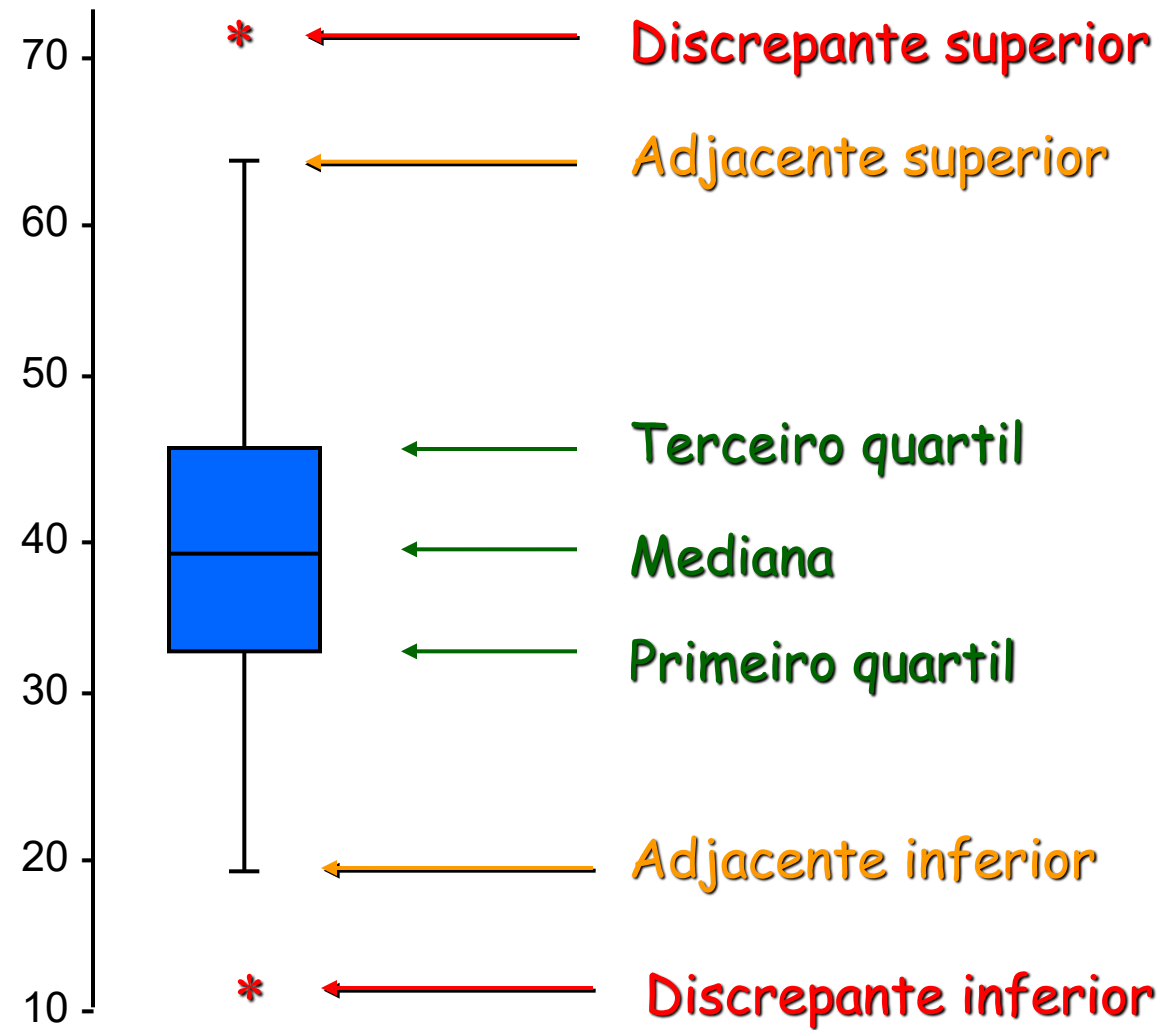 70
Discrepante superior
Adjacente superior
60
50
Terceiro quartil
40
Mediana
Primeiro quartil
30
20
Adjacente inferior
Discrepante inferior
10